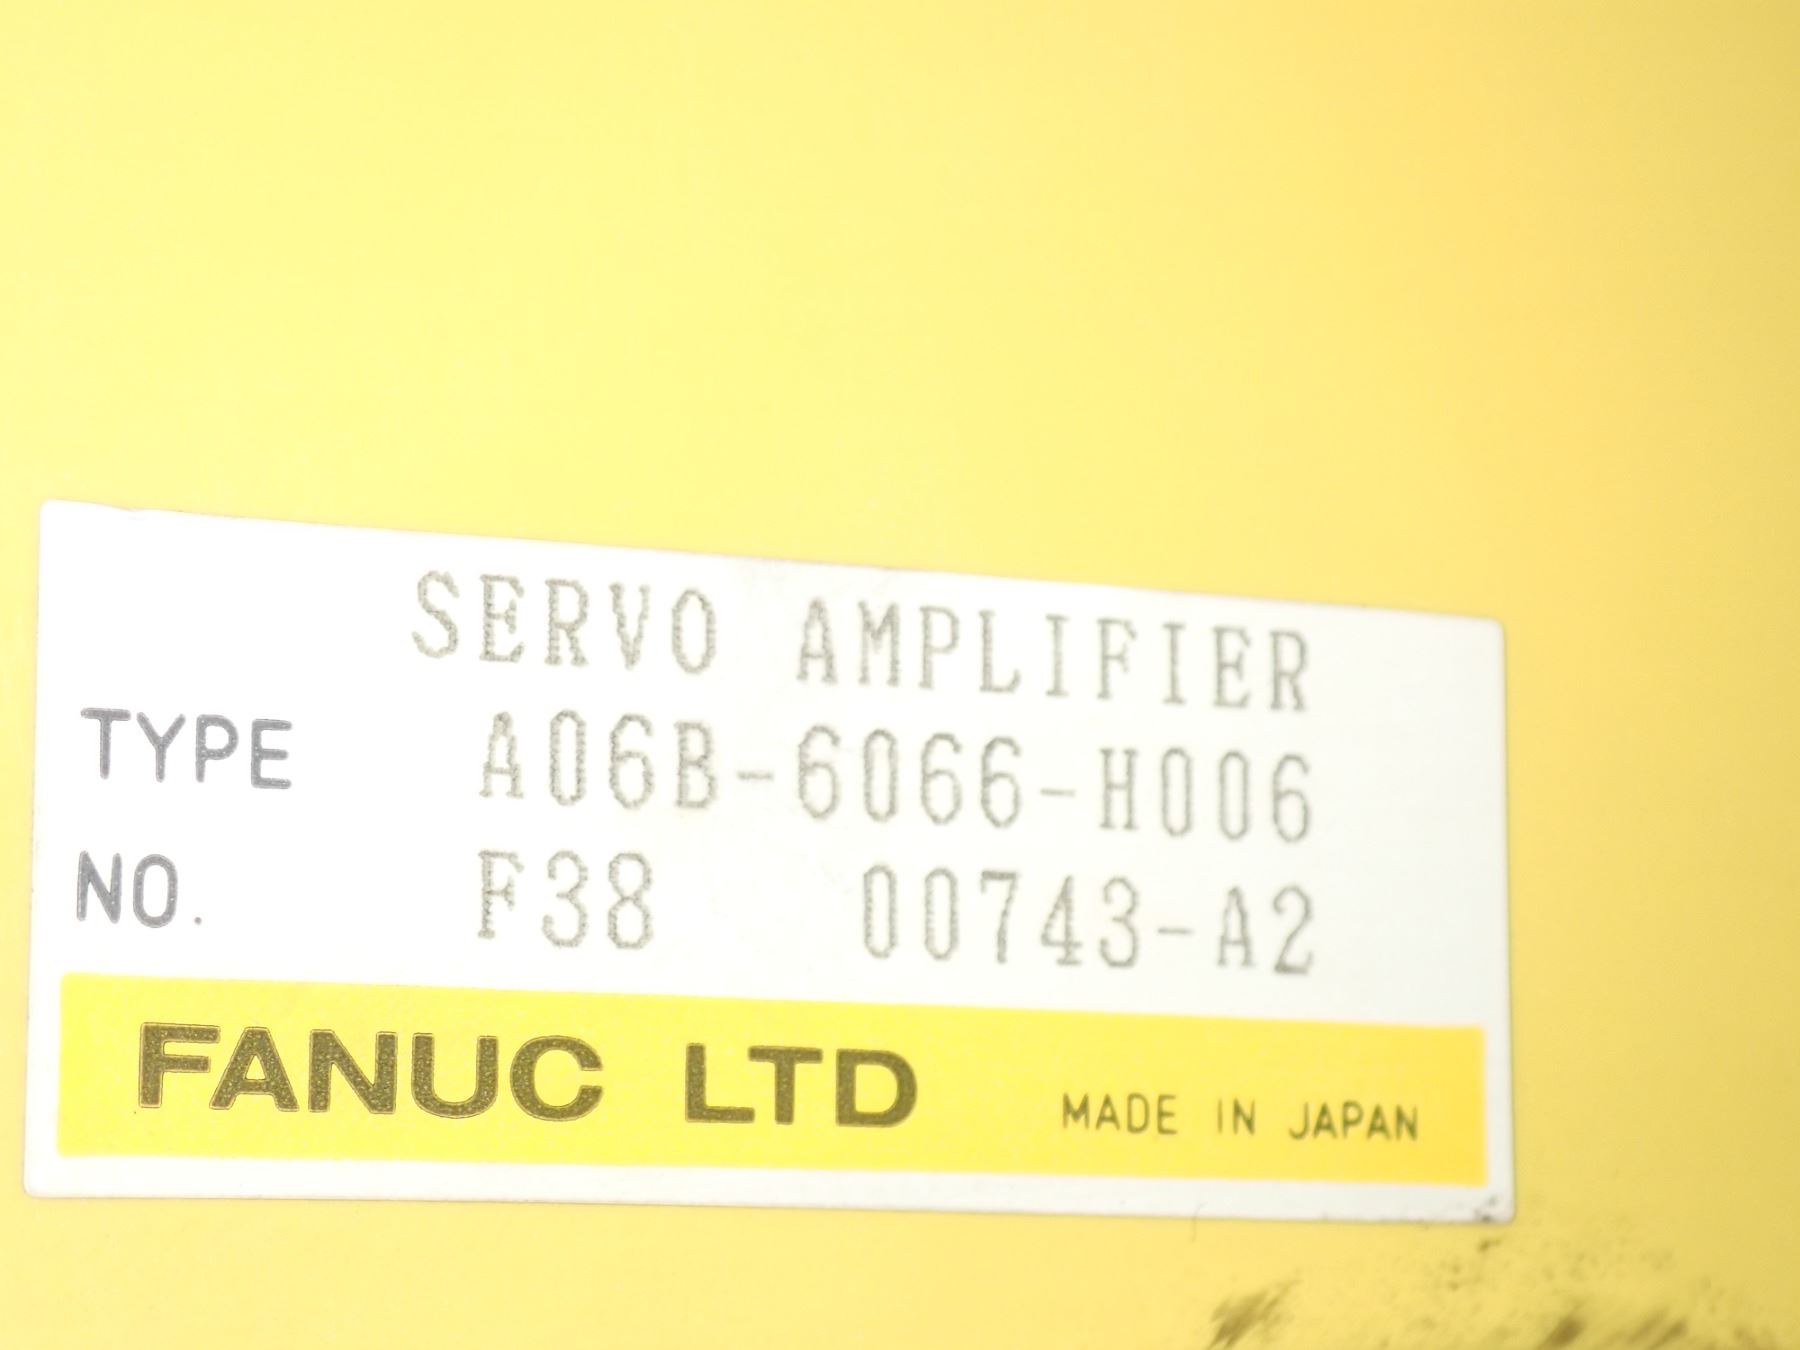 SERVO AMPLIFIER
TYPE A06B-6066-H006
NO. F38 00743-A2
FANUC LTD MADE IN JAPAN